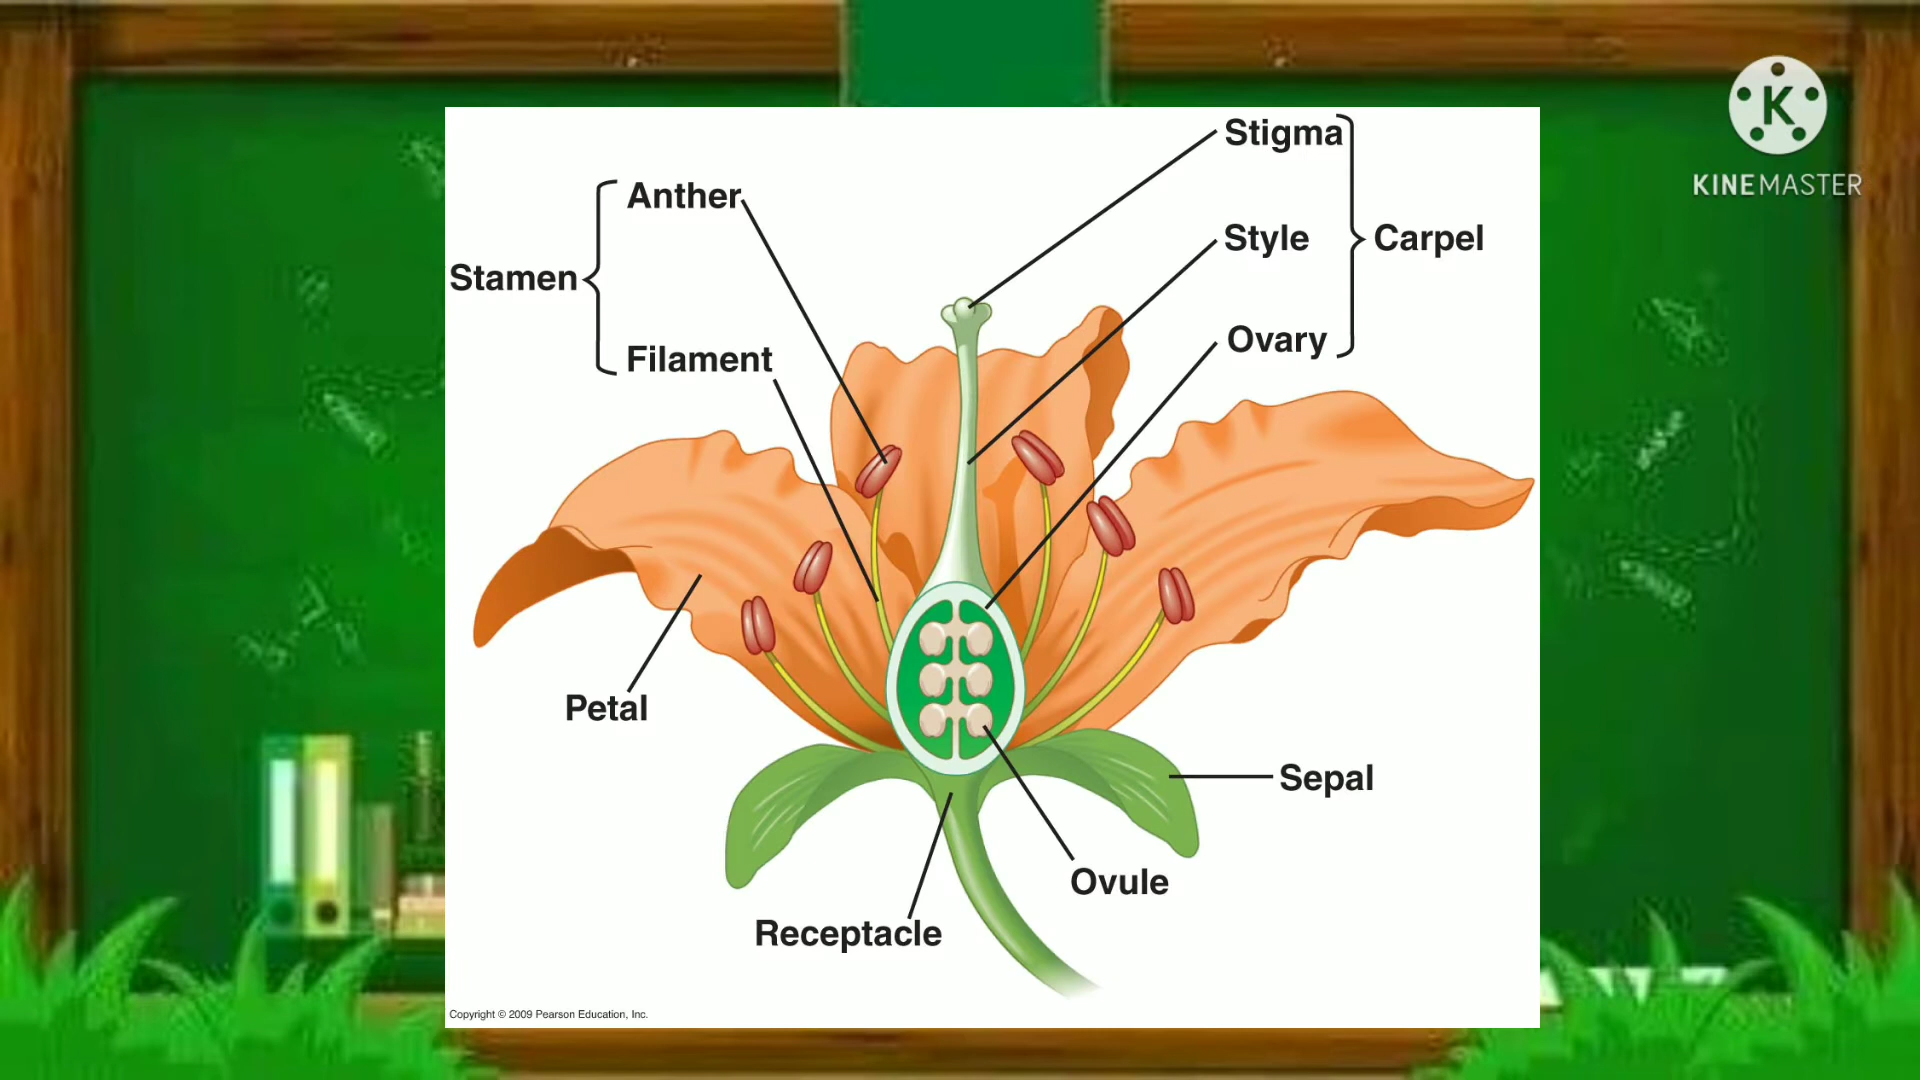 Stigma
Anther
Style
Carpel
Stamen
Ovary
Filament
Petal
Sepal
Ovule
Receptacle
Copyright © 2009 Pearson Education, Inc.
K
KINEMASTER